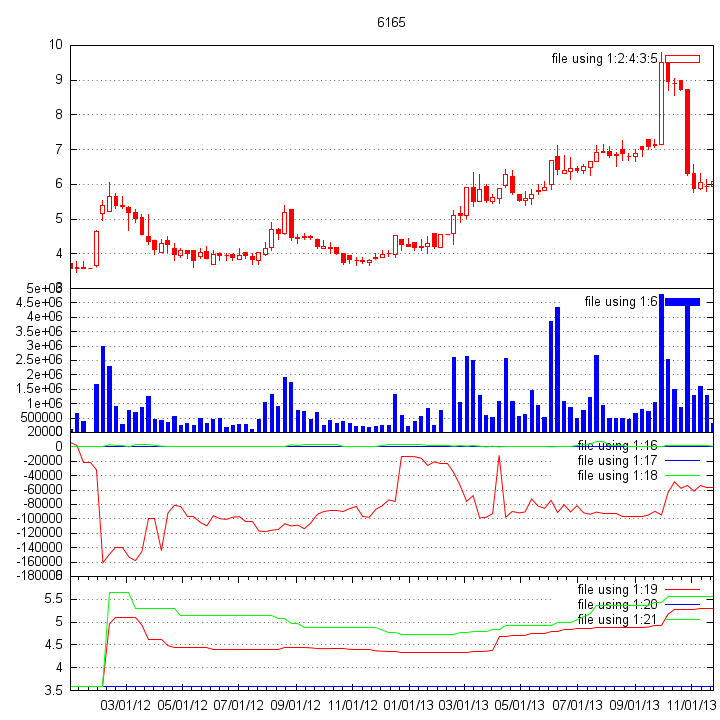 6165
10
file using 1:2:4:3:5
9
8
7
6
5
4
3
5e+06
4.5e+06
file using 1:6
4e+06
3.5e+06
3e+06
2.5e+06
2e+06
1.5e+06
1e+06
500000
0
20000
0
file using 1:16
-20000
file using 1:17
-40000
file using 1:18
-60000
-80000
-100000
-120000
-140000
-160000
-180000
6
5.5
file using 1:19
file using 1:20
5
file using 1:21
4.5
4
3.5
03/01/12 05/01/12 07/01/12 09/01/12 11/01/12 01/01/13 03/01/13 05/01/13 07/01/13 09/01/13 11/01/13